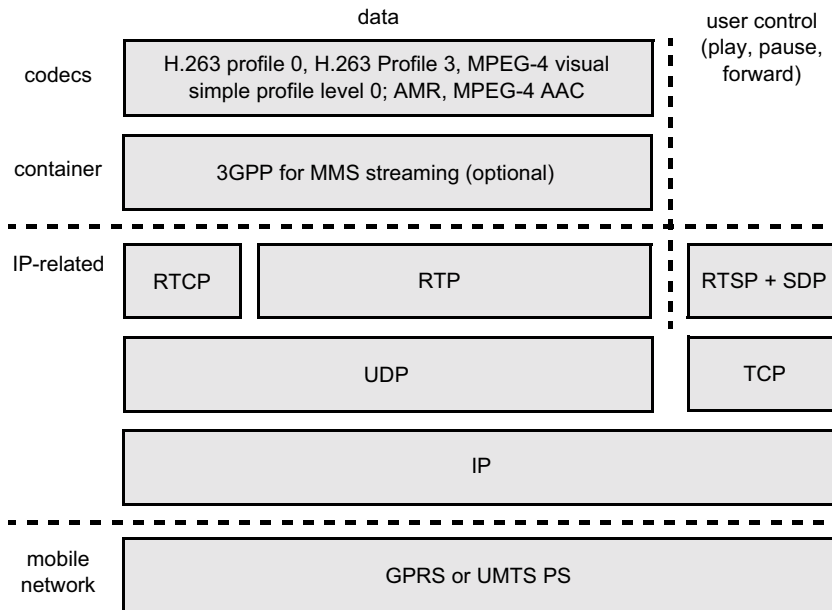 data
user control
(play, pause,
forward)
codecs
H.263 profile 0, H.263 Profile 3, MPEG-4 visual
simple profile level 0; AMR, MPEG-4 AAC
container
3GPP for MMS streaming (optional)
IP-related
RTCP
RTP
RTSP + SDP
UDP
TCP
IP
mobile
network
GPRS or UMTS PS